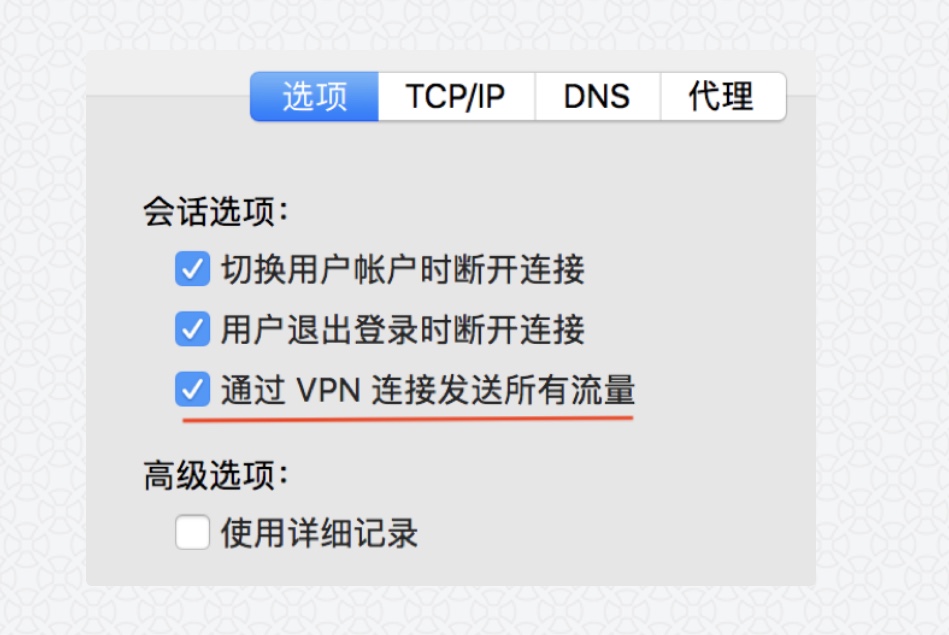 选项 TCP/IP DNS 代理
会话选项：
切换用户帐户时断开连接
用户退出登录时断开连接
通过 VPN 连接发送所有流量
高级选项：
使用详细记录